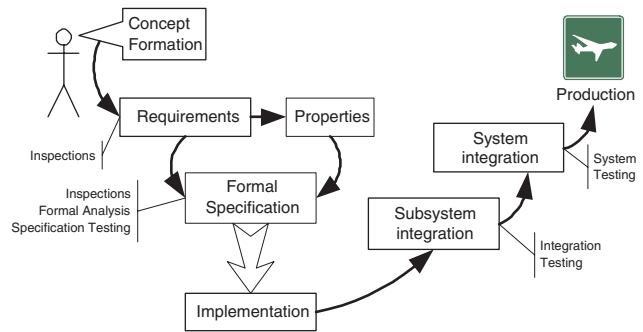 Concept
Formation
Requirements
Properties
Inspections
Inspections
Formal Analysis
Specification Testing
Formal
Specification
Implementation
Subsystem
integration
Integration
Testing
System
integration
System
Testing
Production